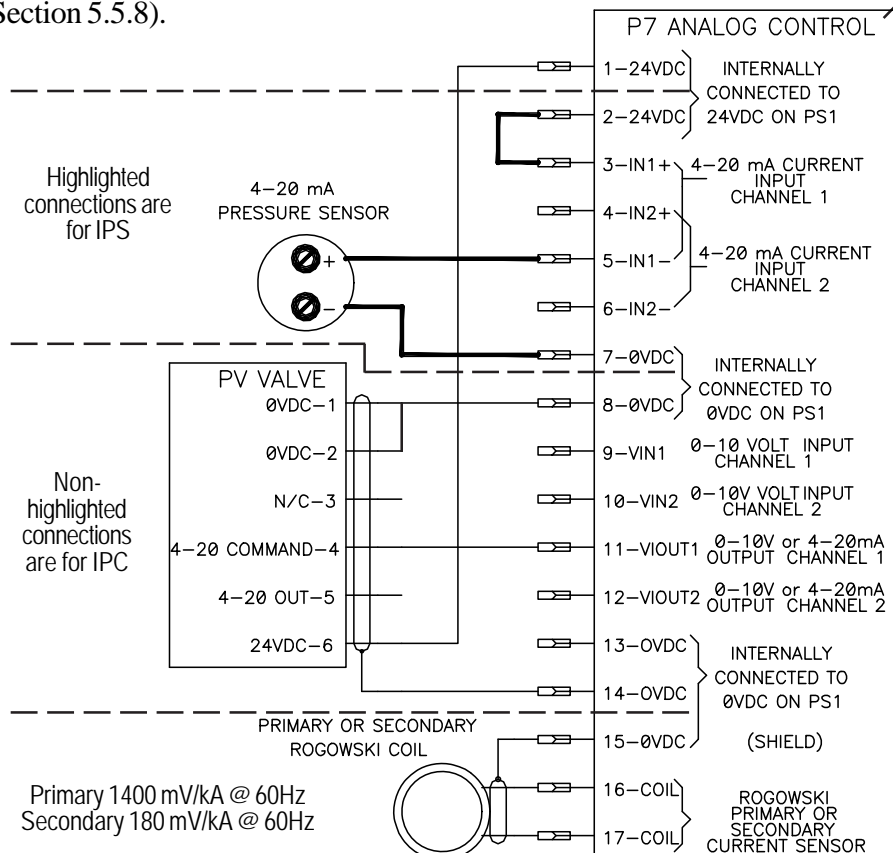 Section 5.5.8).
P7 ANALOG CONTROL
1-24VDC
INTERNALLY
CONNECTED TO
24VDC ON PS1
2-24VDC
3-IN1+
4-20 mA CURRENT
INPUT
CHANNEL 1
4-IN2+
5-IN1-
4-20 mA CURRENT
INPUT
CHANNEL 2
6-IN2-
7-0VDC
INTERNALLY
CONNECTED TO
0VDC ON PS1
8-0VDC
9-VIN1
0-10 VOLT INPUT
CHANNEL 1
10-VIN2
0-10V VOLT INPUT
CHANNEL 2
11-VIOUT1
0-10V or 4-20mA
OUTPUT CHANNEL 1
12-VIOUT2
0-10V or 4-20mA
OUTPUT CHANNEL 2
13-OVDC
INTERNALLY
CONNECTED TO
0VDC ON PS1
14-OVDC
15-0VDC
(SHIELD)
16-COIL
ROGOWSKI
PRIMARY OR
SECONDARY
CURRENT SENSOR
17-COIL
Highlighted
connections are
for IPS
4-20 mA
PRESSURE SENSOR
+
-
PV VALVE
0VDC-1
0VDC-2
N/C-3
4-20 COMMAND-4
4-20 OUT-5
24VDC-6
Non-
highlighted
connections
are for IPC
PRIMARY OR SECONDARY
ROGOWSKI COIL
Primary 1400 mV/kA @ 60Hz
Secondary 180 mV/kA @ 60Hz